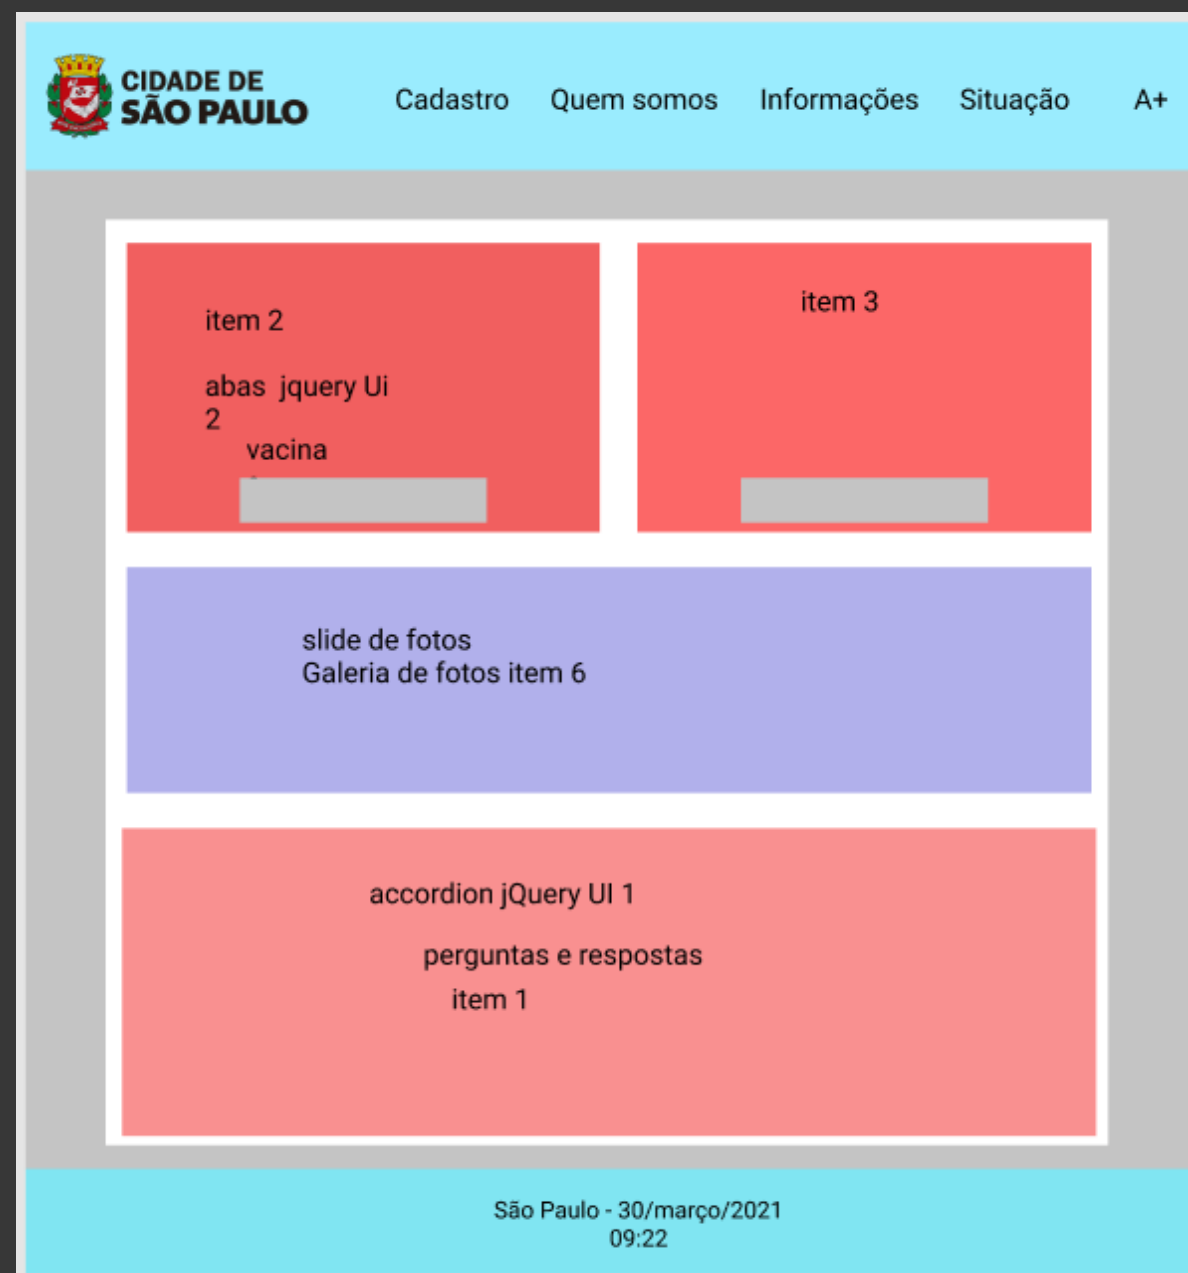 CIDADE DE
SÃO PAULO
Cadastro
Quem somos
Informações
Situação
A+
item 2
abas jquery Ui
2
vacina
item 3
slide de fotos
Galeria de fotos item 6
accordion jQuery UI 1
perguntas e respostas
item 1
São Paulo - 30/março/2021
09:22